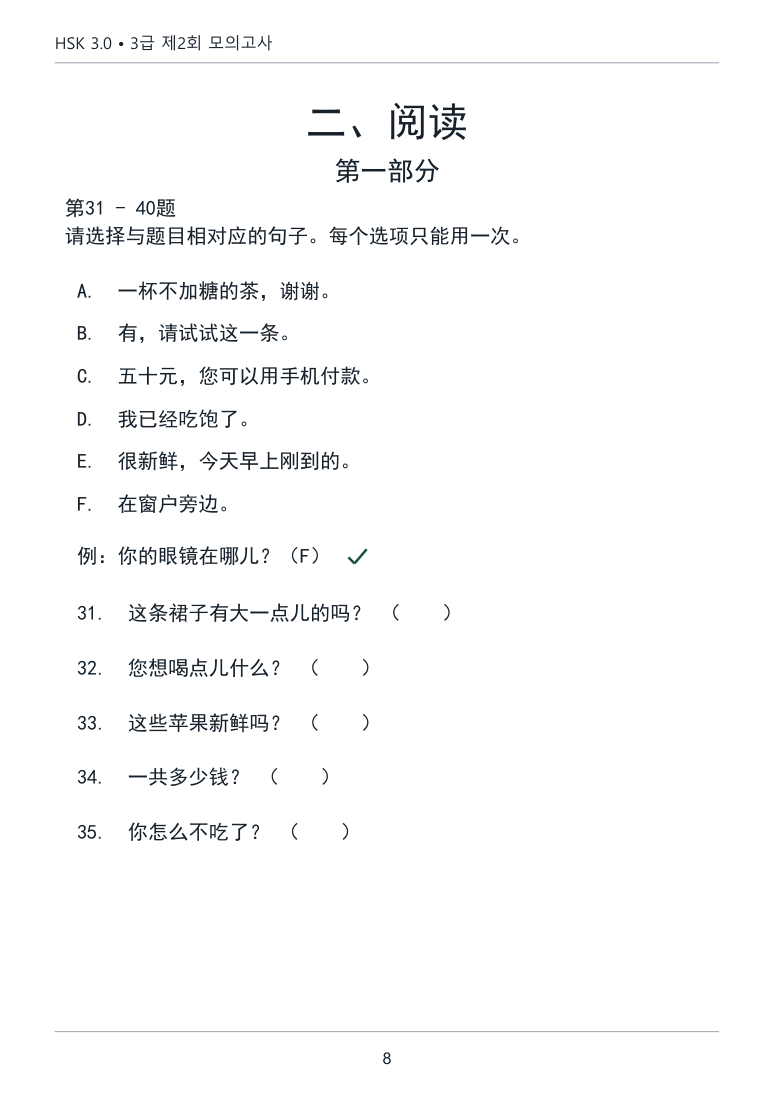 HSK 3.0 • 3급 제2회 모의고사
二、阅读
第一部分
第31 - 40题
请选择与题目相对应的句子。每个选项只能用一次。
A. 一杯不加糖的茶，谢谢。
B. 有，请试试这一条。
C. 五十元，您可以用手机付款。
D. 我已经吃饱了。
E. 很新鲜，今天早上刚到的。
F. 在窗户旁边。
例：你的眼镜在哪儿？（F） ✓
31. 这条裙子有大一点儿的吗？ （　　）
32. 您想喝点儿什么？ （　　）
33. 这些苹果新鲜吗？ （　　）
34. 一共多少钱？ （　　）
35. 你怎么不吃了？ （　　）
8